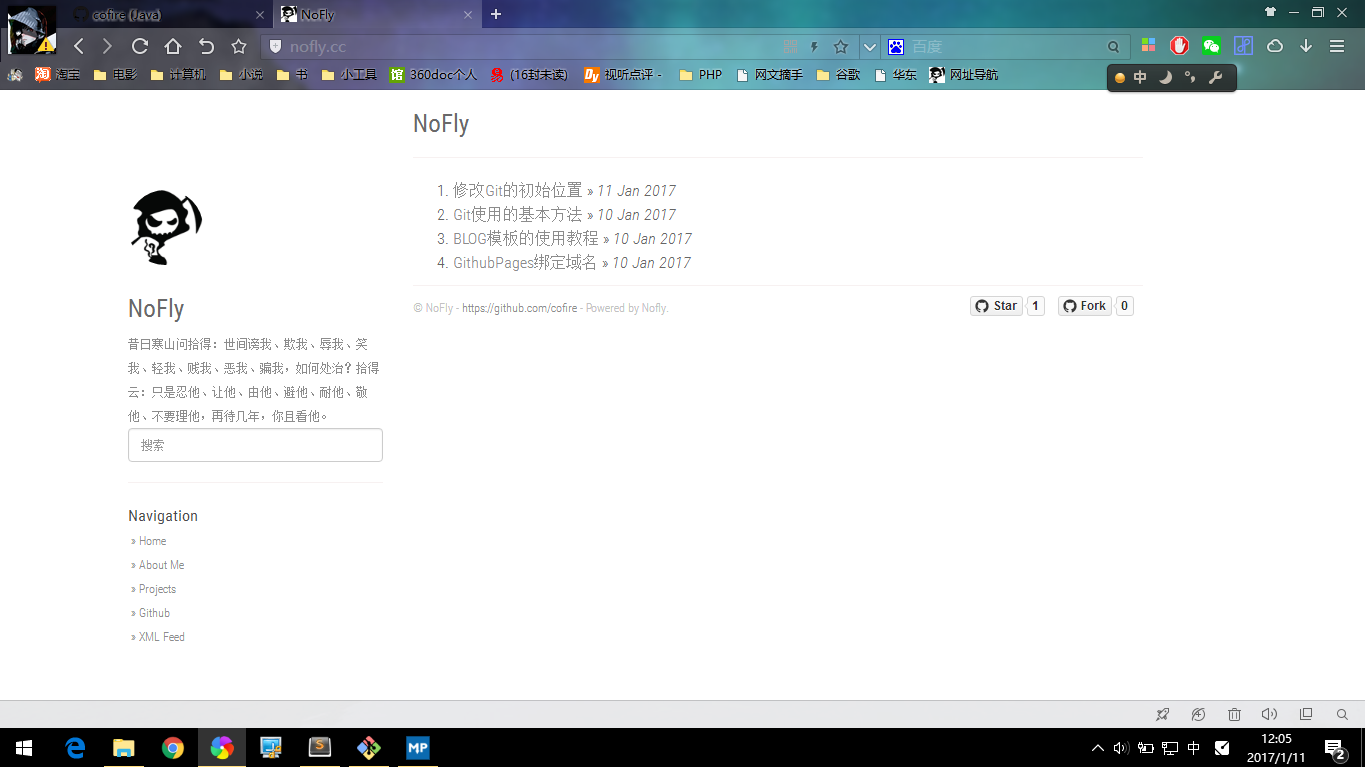 cofire (Java)
NoFly
nofly.cc
百度
淘宝
电影
计算机
小说
书
小工具
馆
360doc个人
(16封未读)
视听点评 -
PHP
网文摘手
谷歌
华东
网址导航
中
NoFly
1. 修改Git的初始位置 » 11 Jan 2017
2. Git使用的基本方法 » 10 Jan 2017
3. BLOG模板的使用教程 » 10 Jan 2017
4. GithubPages绑定域名 » 10 Jan 2017
© NoFly - https://github.com/cofire - Powered by Nofly.
Star 1
Fork 0
NoFly
昔日寒山问拾得：世间谤我、欺我、辱我、笑
我、轻我、贱我、恶我、骗我，如何处治？拾得
云：只是忍他、让他、由他、避他、耐他、敬
他、不要理他，再待几年，你且看他。
搜索
Navigation
» Home
» About Me
» Projects
» Github
» XML Feed
MP
中
12:05
2017/1/11
2